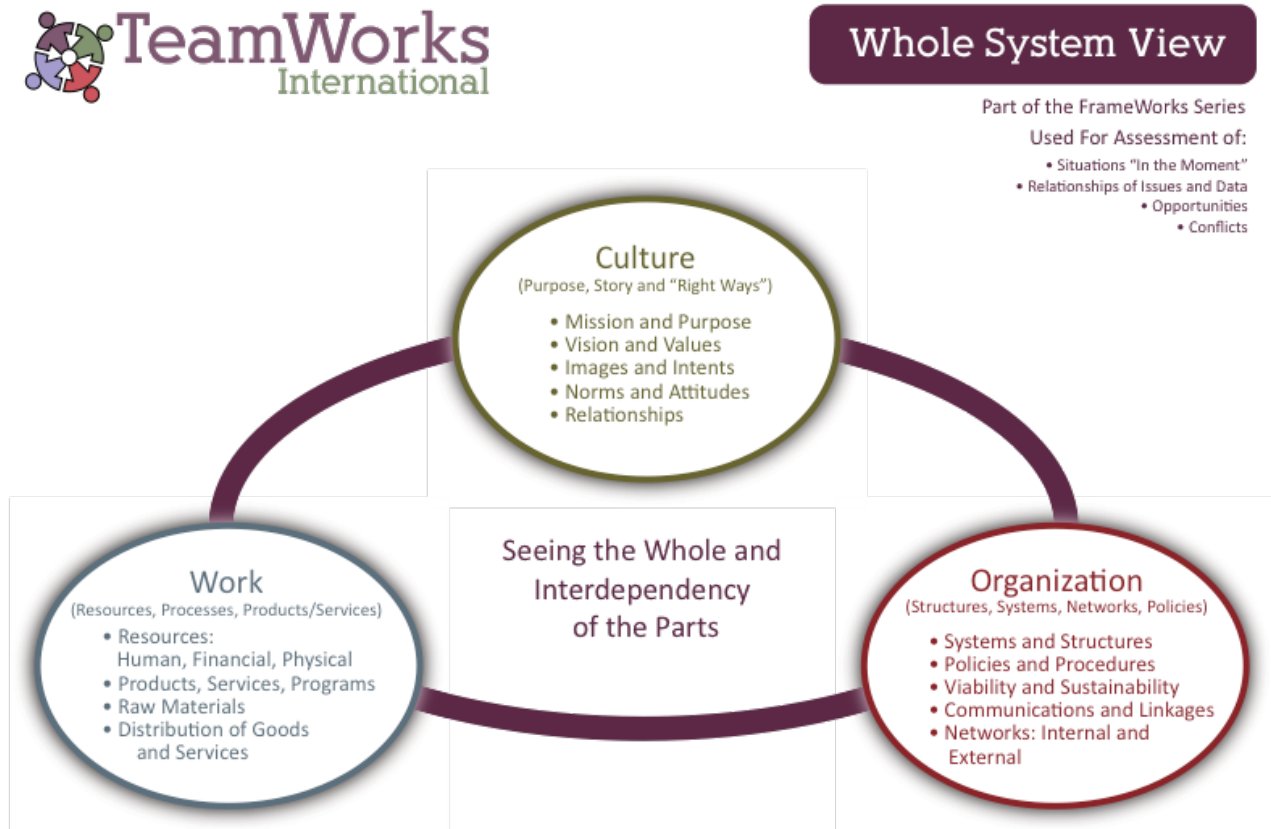 TeamWorks
International
Whole System View
Part of the FrameWorks Series
Used For Assessment of:
• Situations “In the Moment”
• Relationships of Issues and Data
• Opportunities
• Conflicts
Culture
(Purpose, Story and “Right Ways”)
• Mission and Purpose
• Vision and Values
• Images and Intents
• Norms and Attitudes
• Relationships
Seeing the Whole and
Interdependency
of the Parts
Work
(Resources, Processes, Products/Services)
• Resources:
Human, Financial, Physical
• Products, Services, Programs
• Raw Materials
• Distribution of Goods
and Services
Organization
(Structures, Systems, Networks, Policies)
• Systems and Structures
• Policies and Procedures
• Viability and Sustainability
• Communications and Linkages
• Networks: Internal and
External